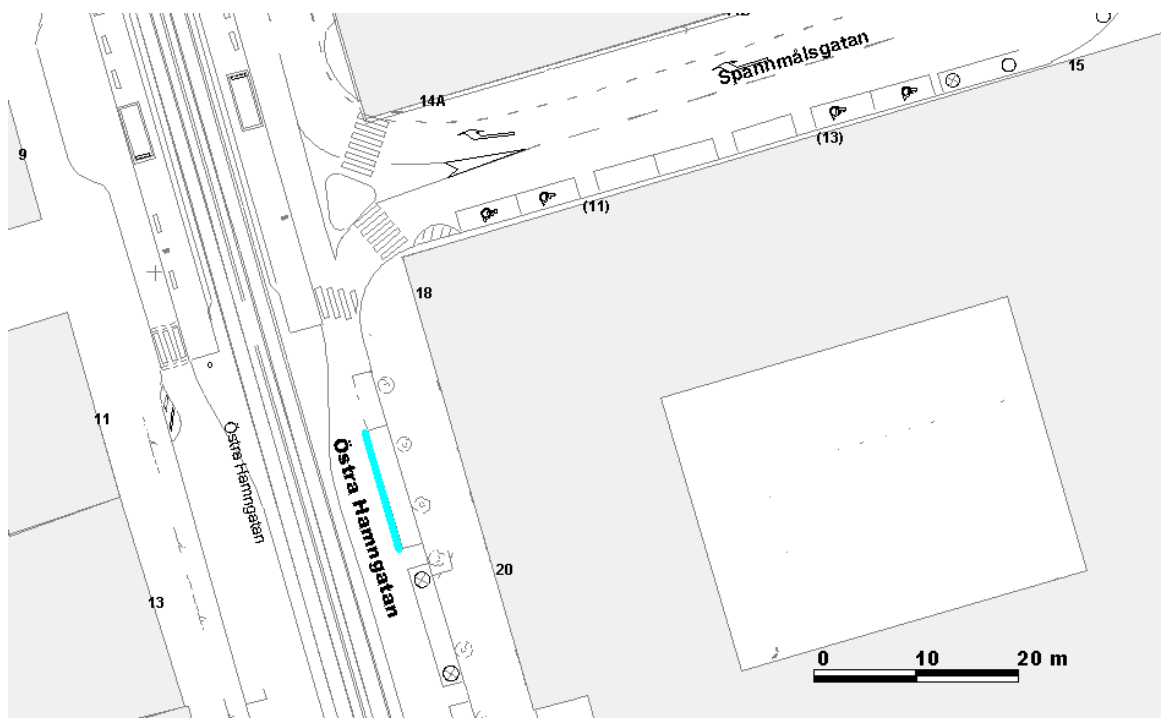 Spannmålsgatan
15
14A
9
(13)
(11)
18
11
Östra Hamngatan
Östra Hamngatan
20
13
0 10 20 m